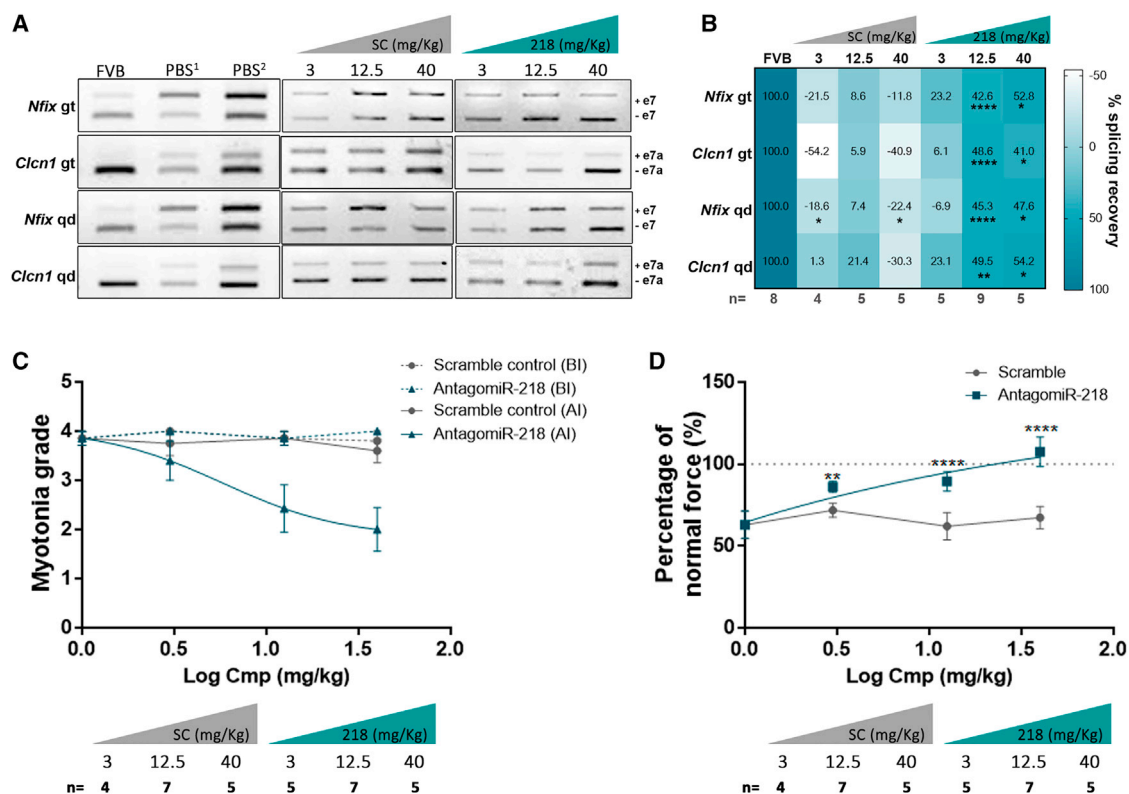 A
SC (mg/Kg)
218 (mg/Kg)
FVB PBS1 PBS2 3 12.5 40 3 12.5 40
Nfix gt
+ e7
- e7
Clcn1 gt
+ e7a
- e7a
Nfix qd
+ e7
- e7
Clcn1 qd
+ e7a
- e7a
B
SC (mg/Kg)
218 (mg/Kg)
FVB 3 12.5 40 3 12.5 40
Nfix gt 100.0 -21.5 8.6 -11.8 23.2 42.6 52.8
**** *
Clcn1 gt 100.0 -54.2 5.9 -40.9 6.1 48.6 41.0
**** *
Nfix qd 100.0 -18.6 7.4 -22.4 -6.9 45.3 47.6
* * **** *
Clcn1 qd 100.0 1.3 21.4 -30.3 23.1 49.5 54.2
** *
n= 8 4 5 5 5 9 5
-50
0
50
100
% splicing recovery
C
Scramble control (BI)
AntagomiR-218 (BI)
Scramble control (AI)
AntagomiR-218 (AI)
Myotonia grade
5
4
3
2
1
0
0.0 0.5 1.0 1.5 2.0
Log Cmp (mg/kg)
SC (mg/Kg)
218 (mg/Kg)
3 12.5 40 3 12.5 40
n= 4 7 5 5 7 5
D
Scramble
AntagomiR-218
Percentage of
normal force (%)
150
100
50
0
** **** ****
0.0 0.5 1.0 1.5 2.0
Log Cmp (mg/kg)
SC (mg/Kg)
218 (mg/Kg)
3 12.5 40 3 12.5 40
n= 4 7 5 5 7 5